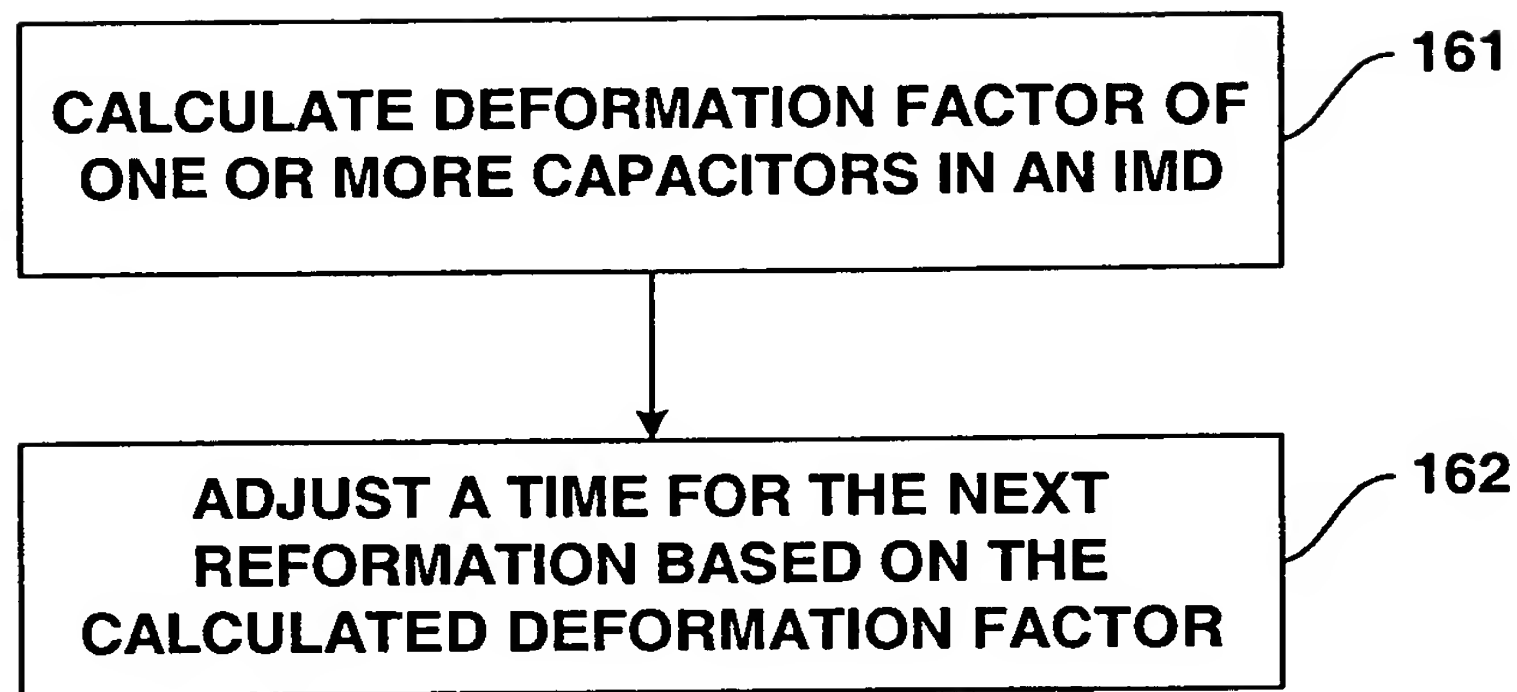 CALCULATE DEFORMATION FACTOR OF
ONE OR MORE CAPACITORS IN AN IMD
161
ADJUST A TIME FOR THE NEXT
REFORMATION BASED ON THE
CALCULATED DEFORMATION FACTOR
162